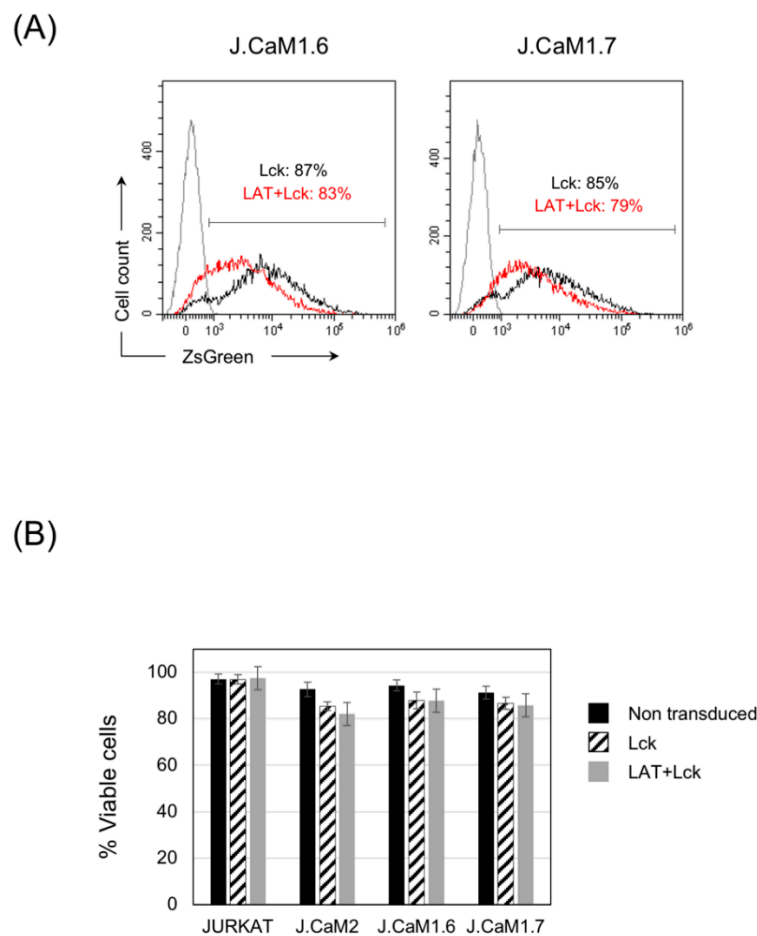 (A)
J.CaM1.6
J.CaM1.7
Cell count
400
200
0
Lck: 87%
LAT+Lck: 83%
0 10³ 10⁴ 10⁵ 10⁶
400
200
0
Lck: 85%
LAT+Lck: 79%
0 10³ 10⁴ 10⁵ 10⁶
ZsGreen
(B)
% Viable cells
100
80
60
40
20
0
JURKAT J.CaM2 J.CaM1.6 J.CaM1.7
Non transduced
Lck
LAT+Lck